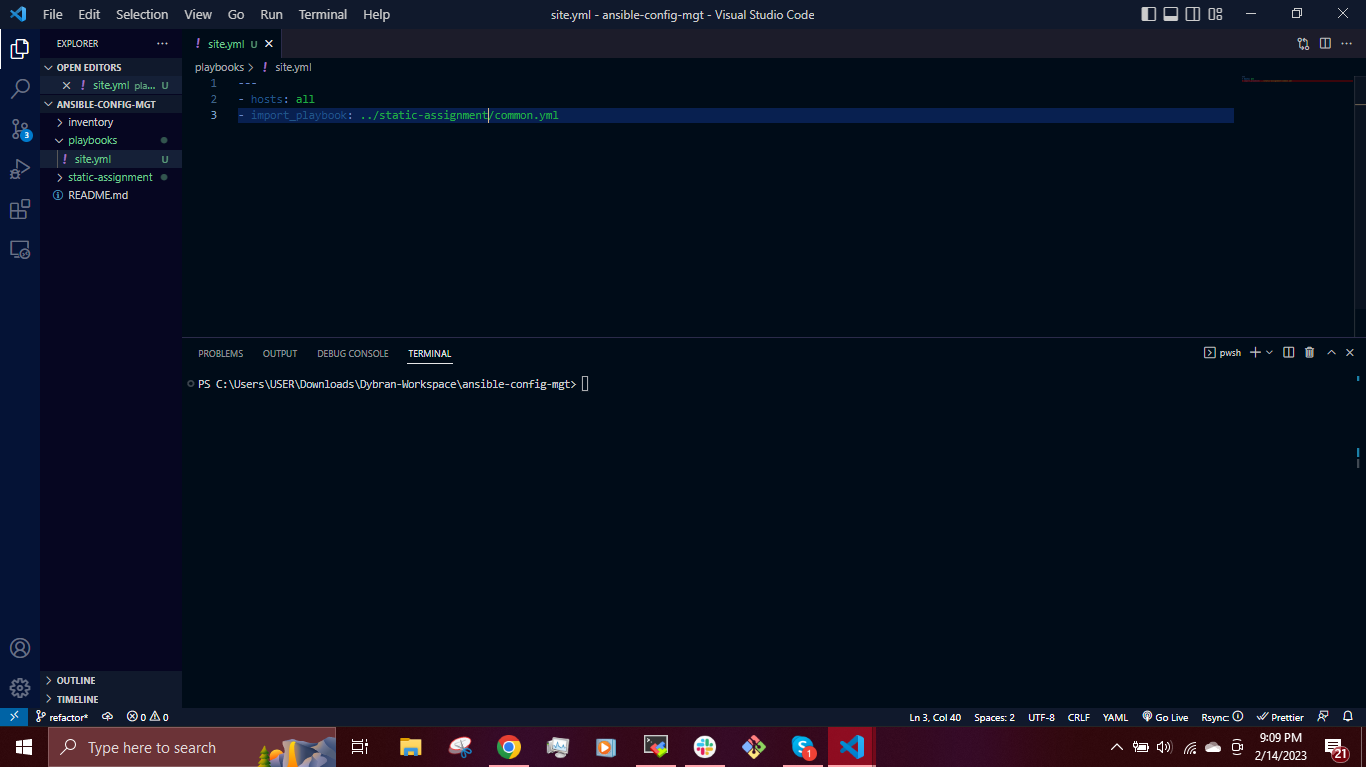 File Edit Selection View Go Run Terminal Help site.yml - ansible-config-mgt - Visual Studio Code
EXPLORER ···
! site.yml U ×
OPEN EDITORS
× ! site.yml pla... U
ANSIBLE-CONFIG-MGT
inventory
playbooks
! site.yml U
static-assignment
README.md
3
playbooks > ! site.yml
1 ---
2 - hosts: all
3 - import_playbook: ../static-assignment/common.yml
PROBLEMS OUTPUT DEBUG CONSOLE TERMINAL pwsh
PS C:\Users\USER\Downloads\Dybran-Workspace\ansible-config-mgt>
OUTLINE
TIMELINE
refactor* 0 0 Ln 3, Col 40 Spaces: 2 UTF-8 CRLF YAML Go Live Rsync: Prettier
Type here to search
1
9:09 PM
2/14/2023
21